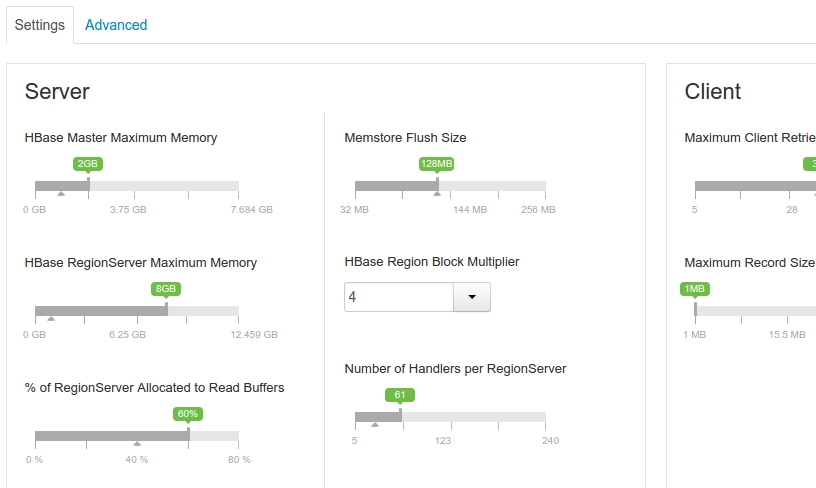 Settings
Advanced
Server
HBase Master Maximum Memory
2GB
0 GB
3.75 GB
7.684 GB
HBase RegionServer Maximum Memory
8GB
0 GB
6.25 GB
12.459 GB
% of RegionServer Allocated to Read Buffers
60%
0 %
40 %
80 %
Memstore Flush Size
128MB
32 MB
144 MB
256 MB
HBase Region Block Multiplier
4
Number of Handlers per RegionServer
61
5
123
240
Client
Maximum Client Retrie
3
5
28
Maximum Record Size
1MB
1 MB
15.5 MB